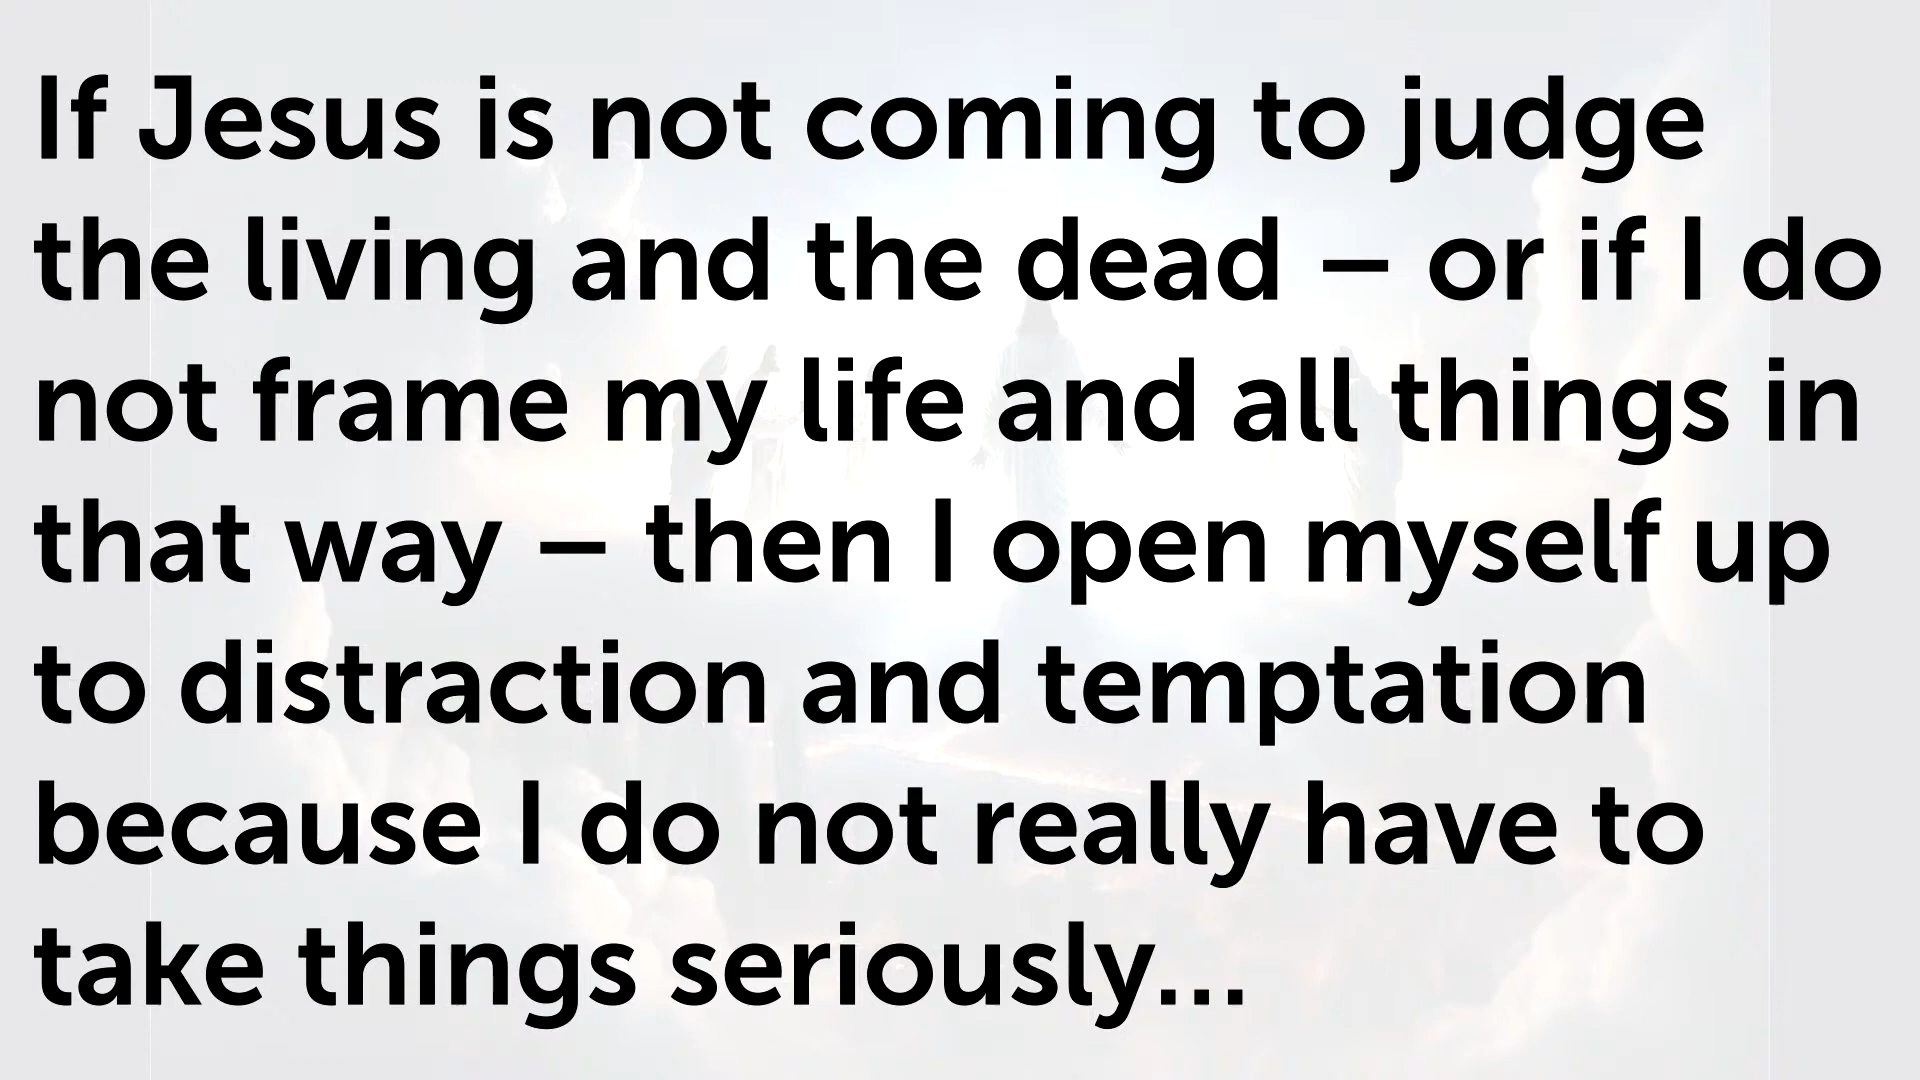 If Jesus is not coming to judge
the living and the dead – or if I do
not frame my life and all things in
that way – then I open myself up
to distraction and temptation
because I do not really have to
take things seriously...